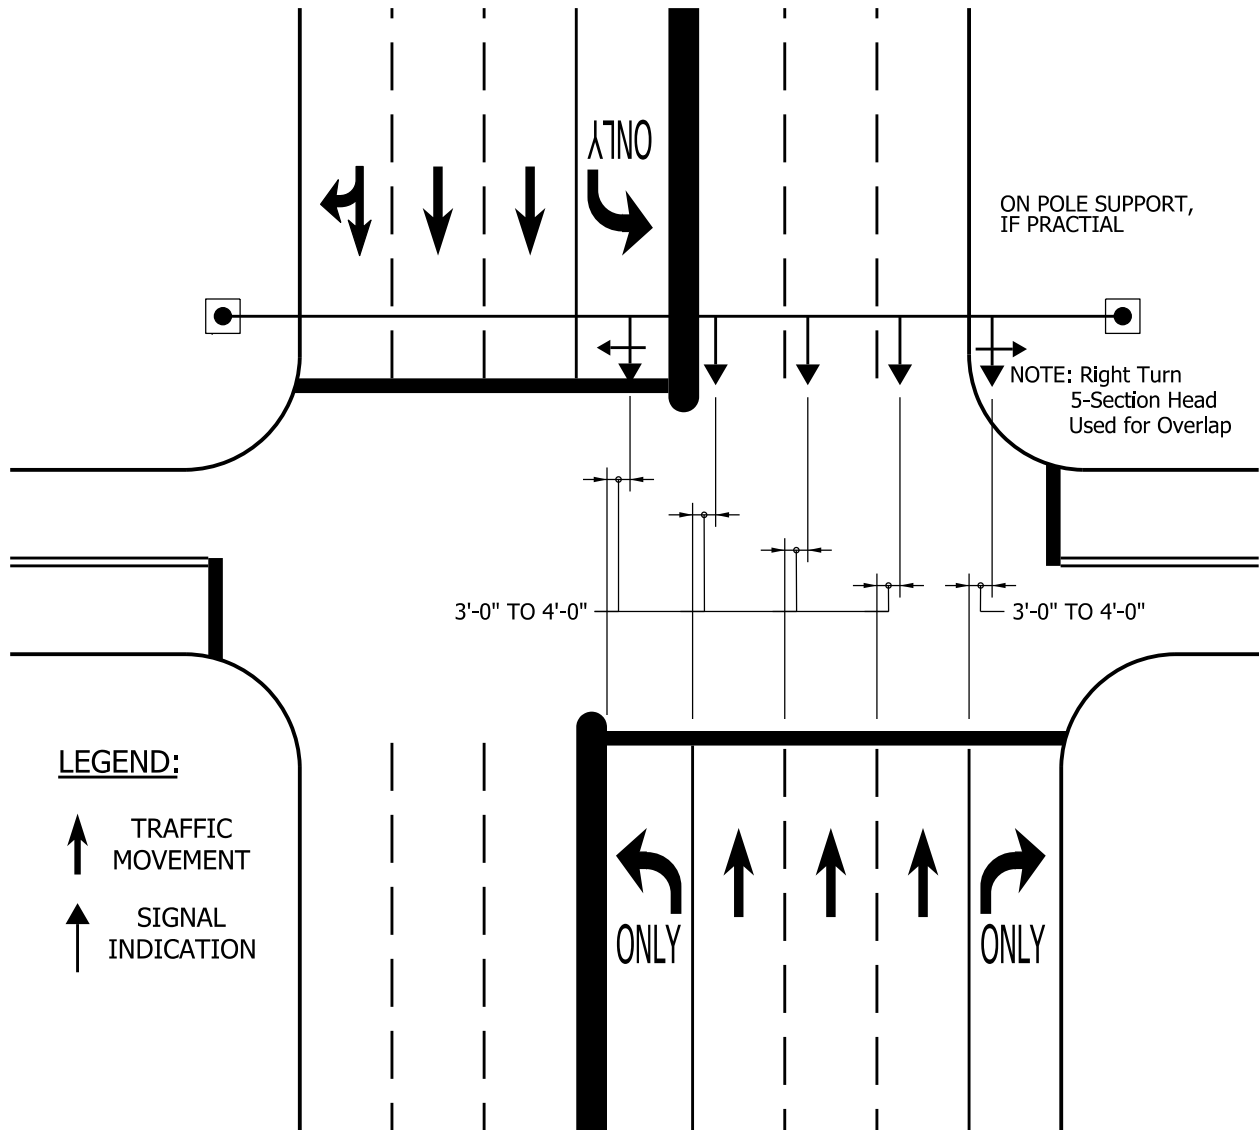 ONLY
ON POLE SUPPORT,
IF PRACTIAL
NOTE: Right Turn
5-Section Head
Used for Overlap
3'-0" TO 4'-0"
3'-0" TO 4'-0"
LEGEND:
TRAFFIC
MOVEMENT
SIGNAL
INDICATION
ONLY
ONLY